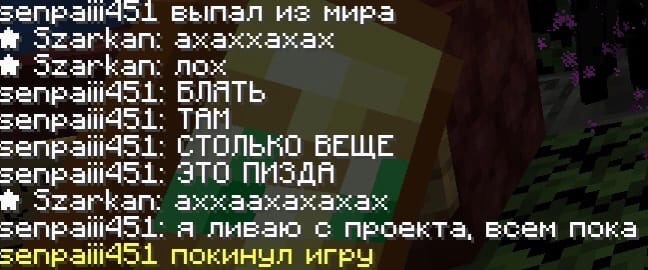 senpaiii451 выпал из мира
★ Szarkan: ахаххахах
★ Szarkan: лох
senpaiii451: БЛЯТЬ
senpaiii451: ТАМ
senpaiii451: СТОЛЬКО ВЕЩЕ
senpaiii451: ЭТО ПИЗДА
★ Szarkan: аххаахахахах
senpaiii451: я ливаю с проекта, всем пока
senpaiii451 покинул игру